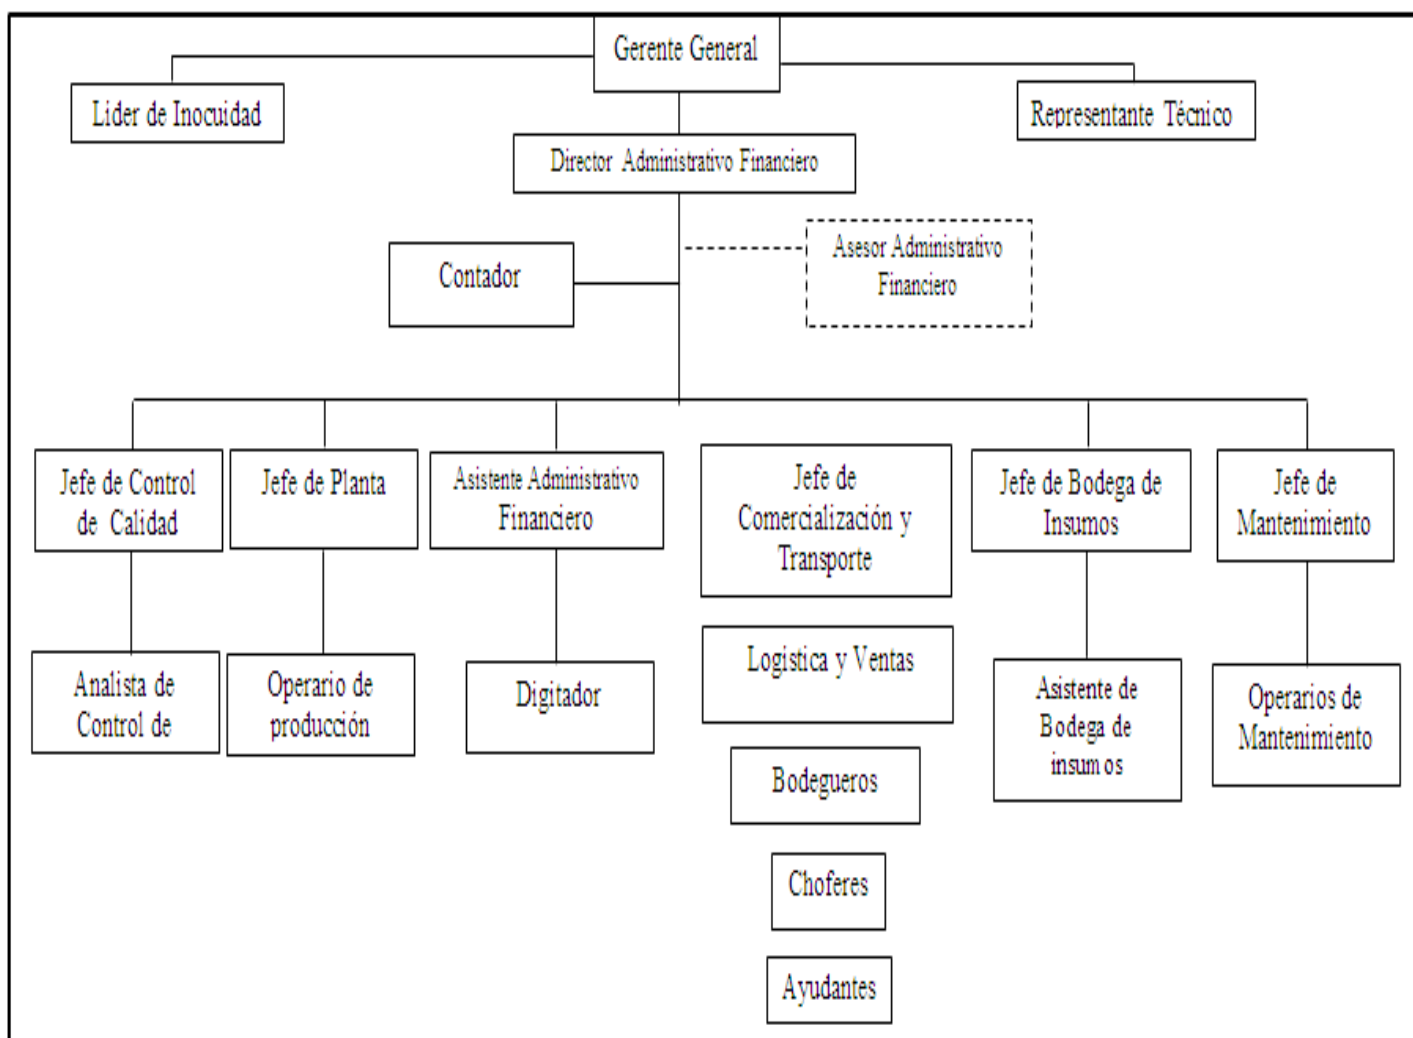 Gerente General
Lider de Inocuidad
Representante Técnico
Director Administrativo Financiero
Contador
Asesor Administrativo
Financiero
Jefe de Control
de Calidad
Jefe de Planta
Asistente Administrativo
Financiero
Jefe de
Comercialización y
Transporte
Jefe de Bodega de
Insumos
Jefe de
Mantenimiento
Analista de
Control de
Operario de
producción
Digitador
Logistica y Ventas
Asistente de
Bodega de
insumos
Operarios de
Mantenimiento
Bodegueros
Choferes
Ayudantes